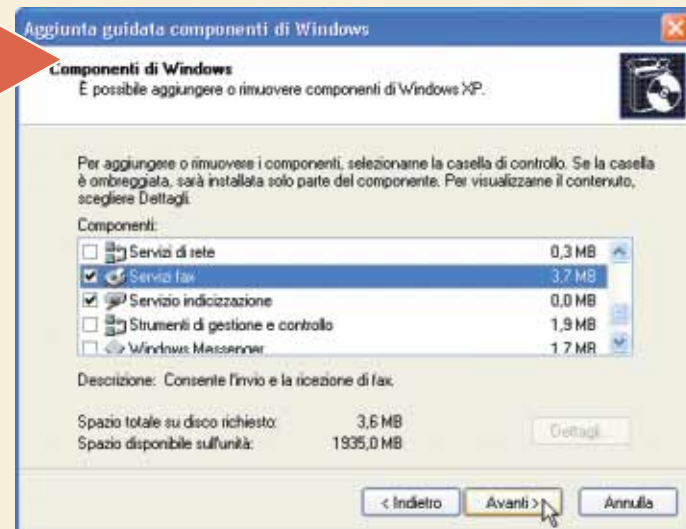 Aggiunta guidata componenti di Windows
Componenti di Windows
È possibile aggiungere o rimuovere componenti di Windows XP.
Per aggiungere o rimuovere i componenti, selezionarne la casella di controllo. Se la casella
è ombreggiata, sarà installata solo parte del componente. Per visualizzarne il contenuto,
scegliere Dettagli.
Componenti:
Servizi di rete 0,3 MB
Servizi fax 3,7 MB
Servizio indicizzazione 0,0 MB
Strumenti di gestione e controllo 1,9 MB
Windows Messenger 1,7 MB
Descrizione: Consente l'invio e la ricezione di fax.
Spazio totale su disco richiesto: 3,6 MB
Spazio disponibile sull'unità: 1935,0 MB
Dettagli...
< Indietro Avanti > Annulla